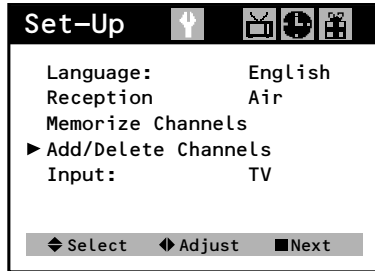 Set-Up
Language: English
Reception Air
Memorize Channels
Add/Delete Channels
Input: TV
Select Adjust Next